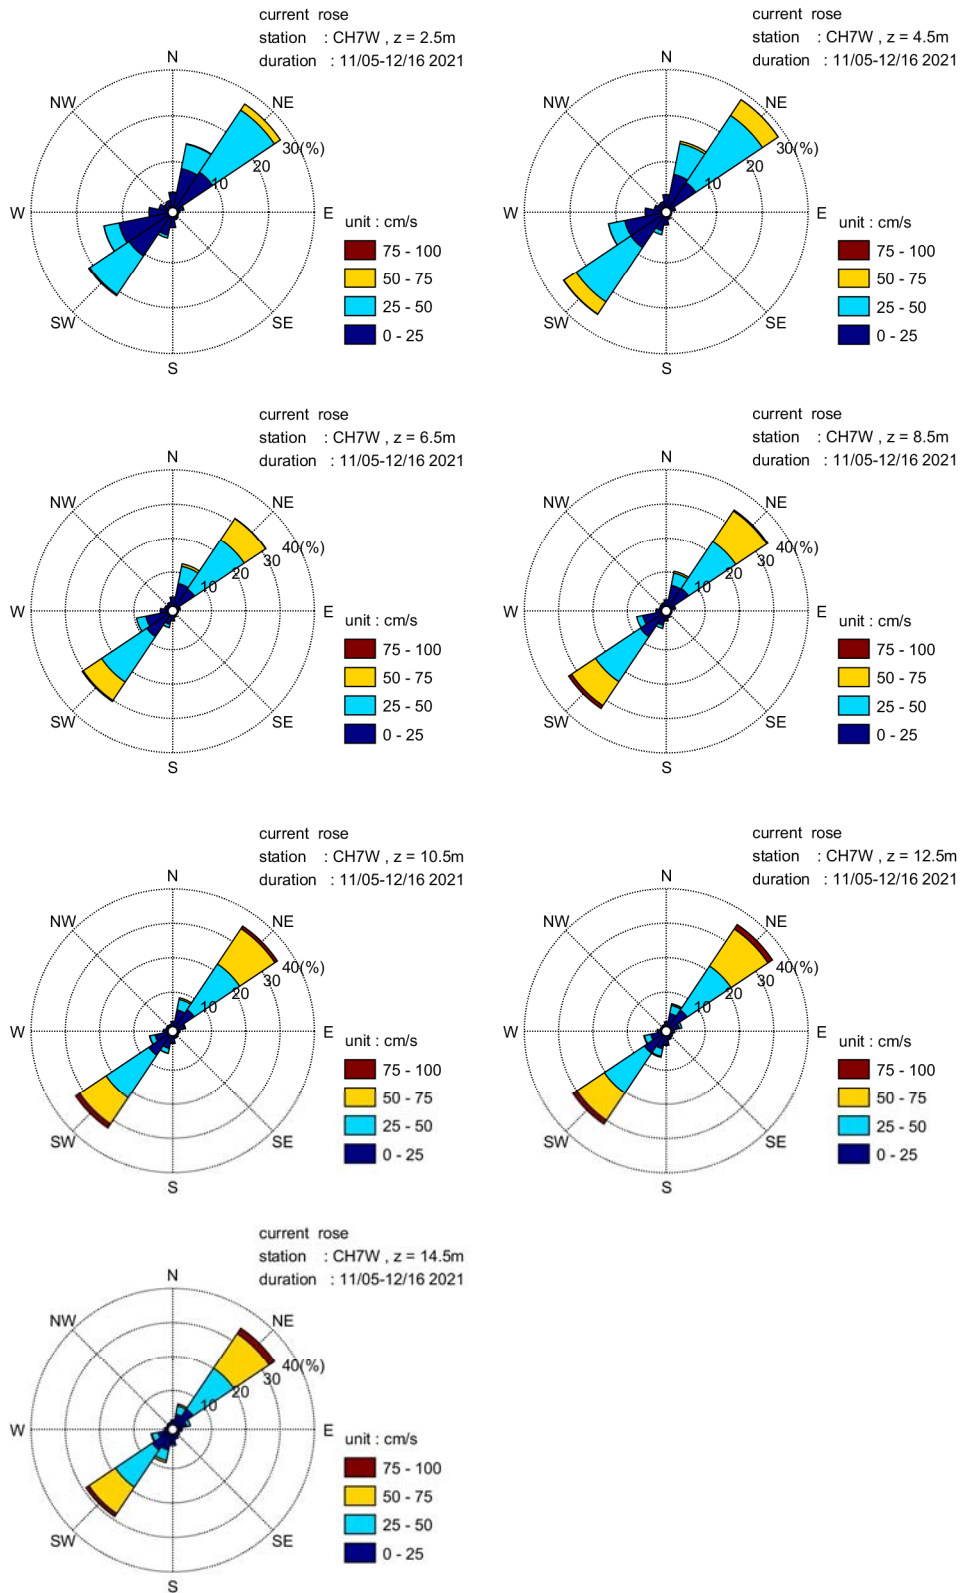 current rose
station : CH7W , z = 2.5m
duration : 11/05-12/16 2021
N
NW
NE
30(%)
20
10
W
E
unit : cm/s
75 - 100
50 - 75
25 - 50
0 - 25
SW
SE
S
current rose
station : CH7W , z = 4.5m
duration : 11/05-12/16 2021
N
NW
NE
30(%)
20
10
W
E
unit : cm/s
75 - 100
50 - 75
25 - 50
0 - 25
SW
SE
S
current rose
station : CH7W , z = 6.5m
duration : 11/05-12/16 2021
N
NW
NE
40(%)
30
20
10
W
E
unit : cm/s
75 - 100
50 - 75
25 - 50
0 - 25
SW
SE
S
current rose
station : CH7W , z = 8.5m
duration : 11/05-12/16 2021
N
NW
NE
40(%)
30
20
10
W
E
unit : cm/s
75 - 100
50 - 75
25 - 50
0 - 25
SW
SE
S
current rose
station : CH7W , z = 10.5m
duration : 11/05-12/16 2021
N
NW
NE
40(%)
30
20
10
W
E
unit : cm/s
75 - 100
50 - 75
25 - 50
0 - 25
SW
SE
S
current rose
station : CH7W , z = 12.5m
duration : 11/05-12/16 2021
N
NW
NE
40(%)
30
20
10
W
E
unit : cm/s
75 - 100
50 - 75
25 - 50
0 - 25
SW
SE
S
current rose
station : CH7W , z = 14.5m
duration : 11/05-12/16 2021
N
NW
NE
40(%)
30
20
10
W
E
unit : cm/s
75 - 100
50 - 75
25 - 50
0 - 25
SW
SE
S